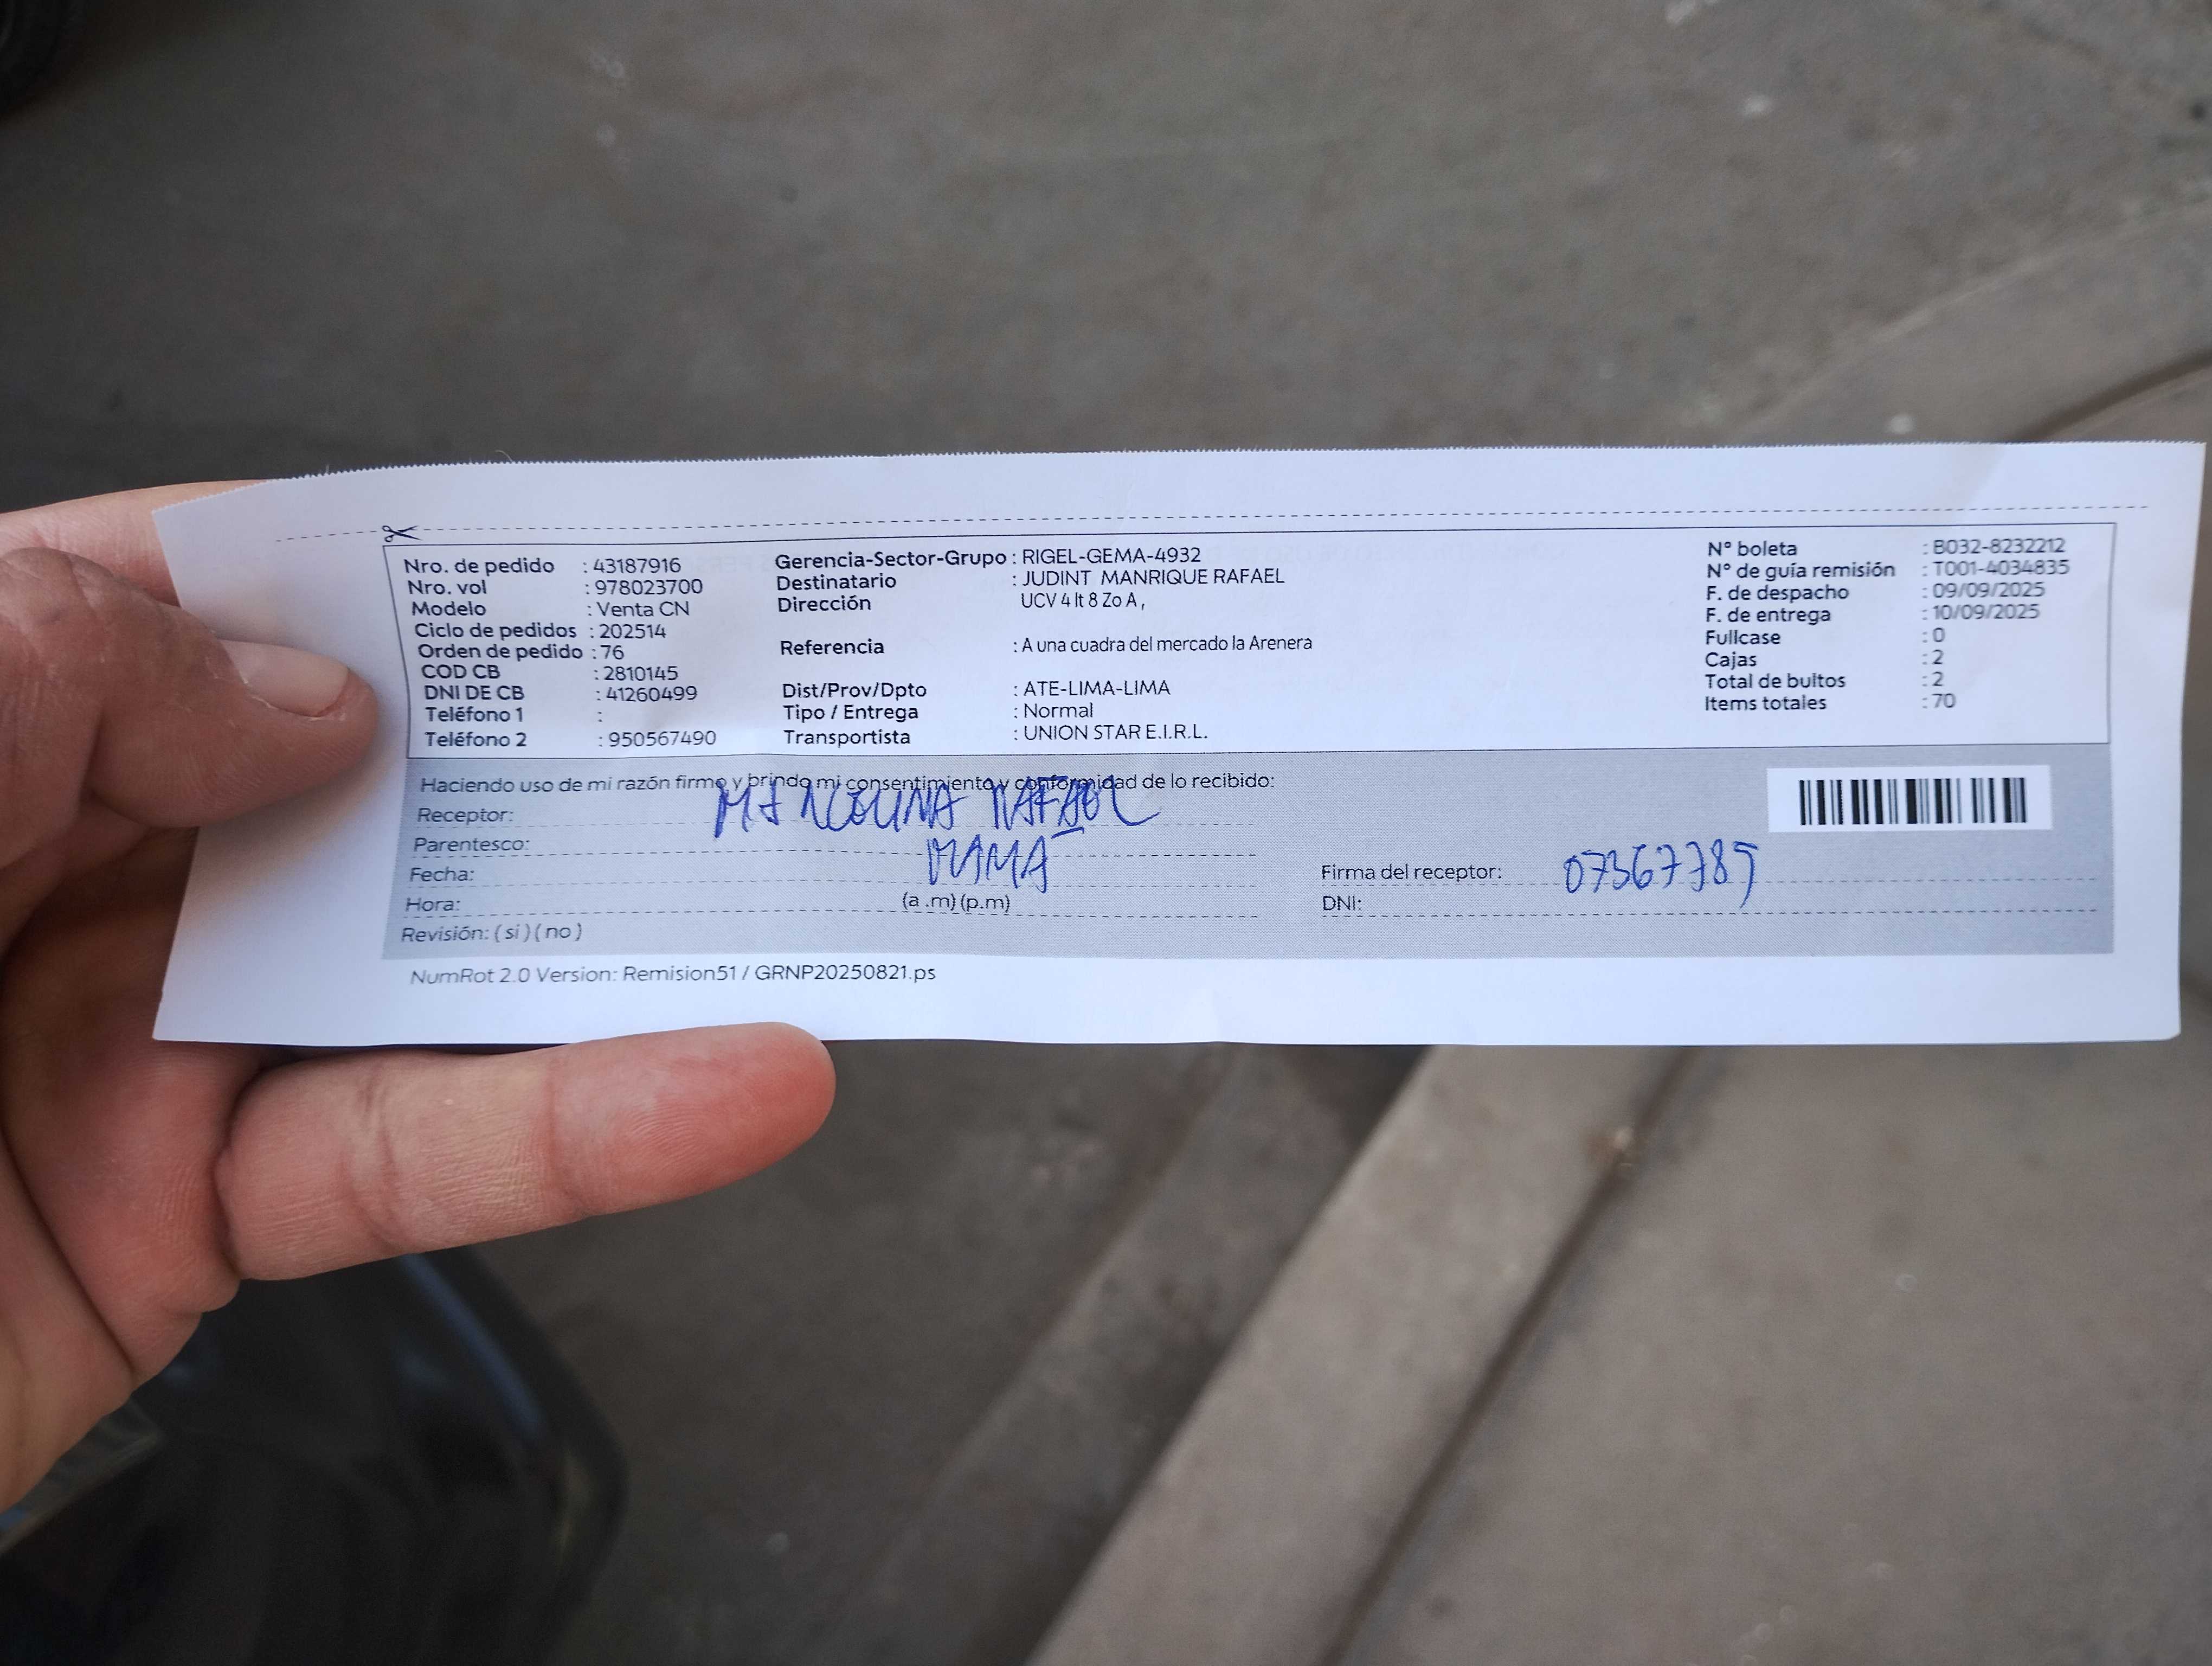 Nro. de pedido : 43187916
Nro. vol : 978023700
Modelo : Venta CN
Ciclo de pedidos : 202514
Orden de pedido : 76
COD CB : 2810145
DNI DE CB : 41260499
Teléfono 1 :
Teléfono 2 : 950567490
Gerencia-Sector-Grupo : RIGEL-GEMA-4932
Destinatario : JUDINT MANRIQUE RAFAEL
Dirección UCV 4 lt 8 Zo A ,
Referencia : A una cuadra del mercado la Arenera
Dist/Prov/Dpto : ATE-LIMA-LIMA
Tipo / Entrega : Normal
Transportista : UNION STAR E.I.R.L.
N° boleta : B032-8232212
N° de guía remisión : T001-4034835
F. de despacho : 09/09/2025
F. de entrega : 10/09/2025
Fullcase : 0
Cajas : 2
Total de bultos : 2
Items totales : 70
Haciendo uso de mi razón firmo y brindo mi consentimiento y conformidad de lo recibido:
Receptor: RAFAEL
Parentesco: MAMA
Fecha:
Hora: (a .m) (p.m)
Revisión: ( si ) ( no )
Firma del receptor: 07367789
DNI:
NumRot 2.0 Version: Remision51 / GRNP20250821.ps